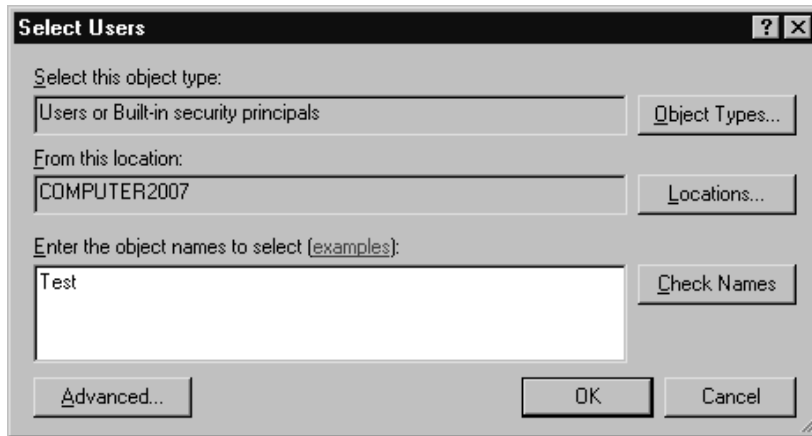 Select Users
Select this object type:
Users or Built-in security principals
Object Types...
From this location:
COMPUTER2007
Locations...
Enter the object names to select (examples):
Test
Check Names
Advanced...
OK
Cancel